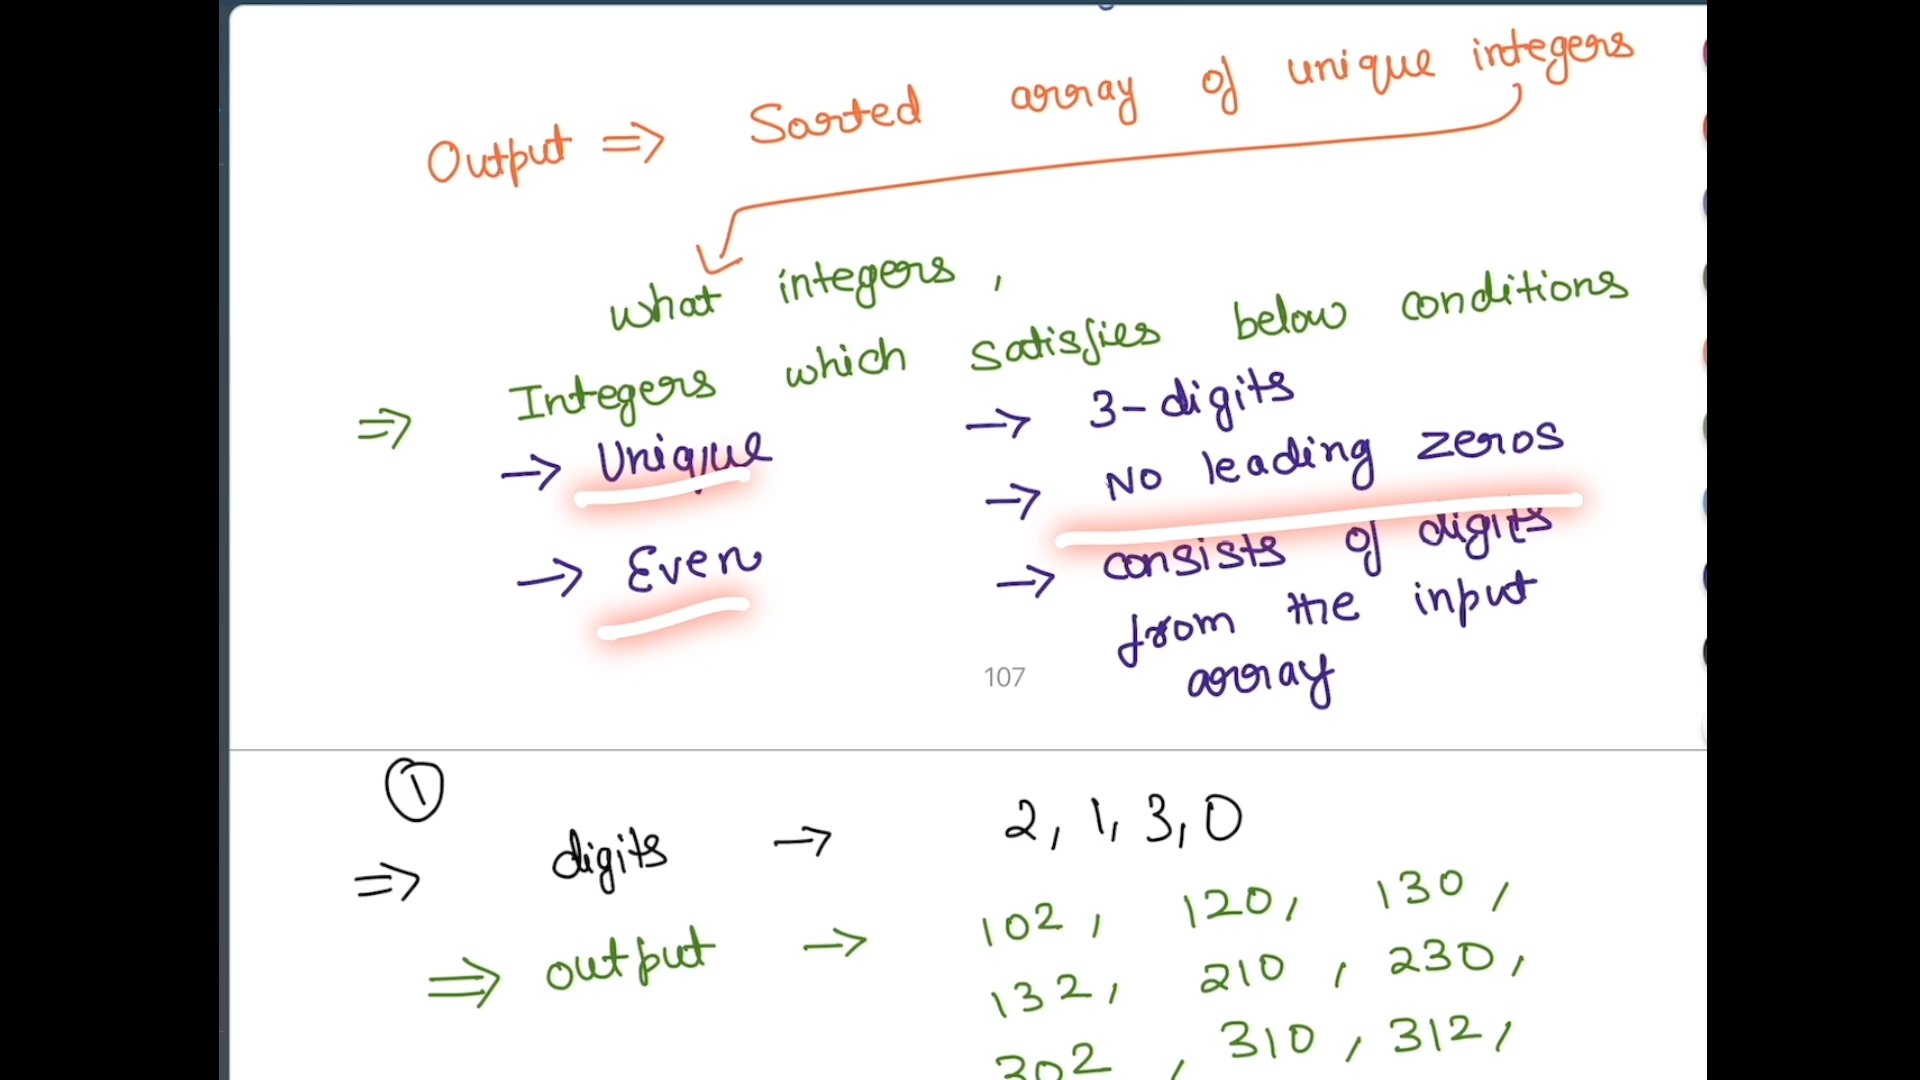 Output ⇒ Sorted array of unique integers
what integers,
⇒ Integers which satisfies below conditions
→ Unique
→ Even
→ 3-digits
→ No leading zeros
→ consists of digits
from the input
array
107
①
⇒ digits → 2, 1, 3, 0
⇒ output → 102, 120, 130,
132, 210, 230,
302, 310, 312,